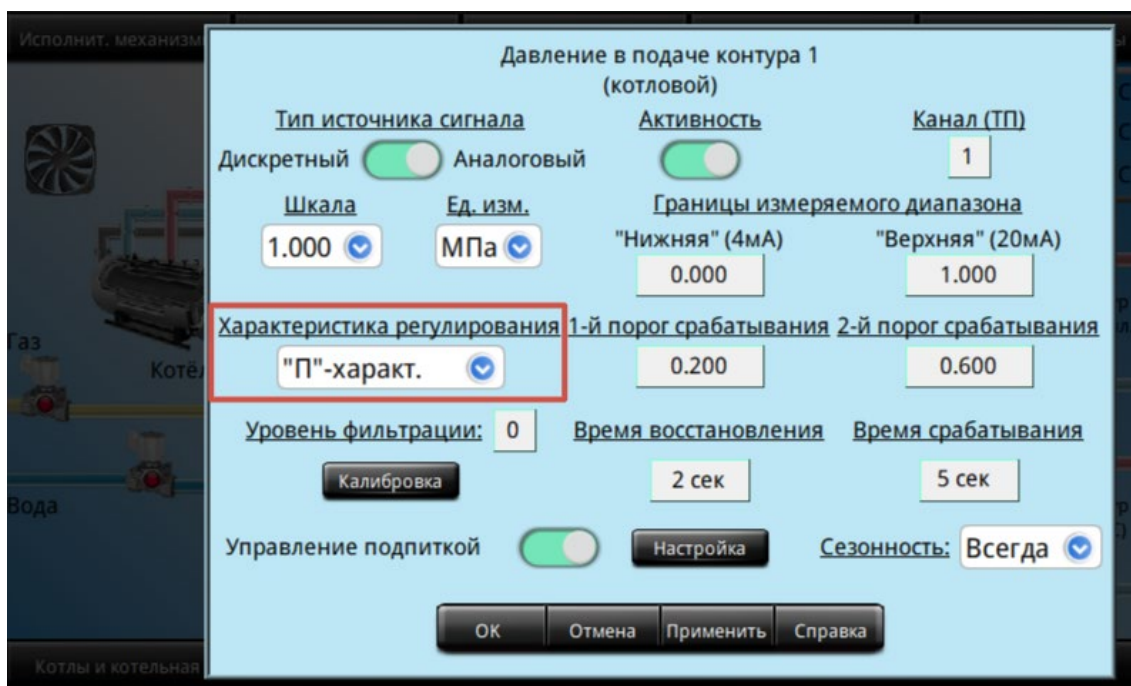 Исполнит. механизм
Давление в подаче контура 1
(котловой)
Тип источника сигнала Активность Канал (ТП)
Дискретный Аналоговый 1
Шкала Ед. изм. Границы измеряемого диапазона
"Нижняя" (4мА) "Верхняя" (20мА)
1.000 МПа
0.000 1.000
Характеристика регулирования 1-й порог срабатывания 2-й порог срабатывания
Газ
"П"-характ. 0.200 0.600
Котёл
Уровень фильтрации: 0 Время восстановления Время срабатывания
Калибровка 2 сек 5 сек
Вода
Управление подпиткой Настройка Сезонность: Всегда
ОК Отмена Применить Справка
Котлы и котельная